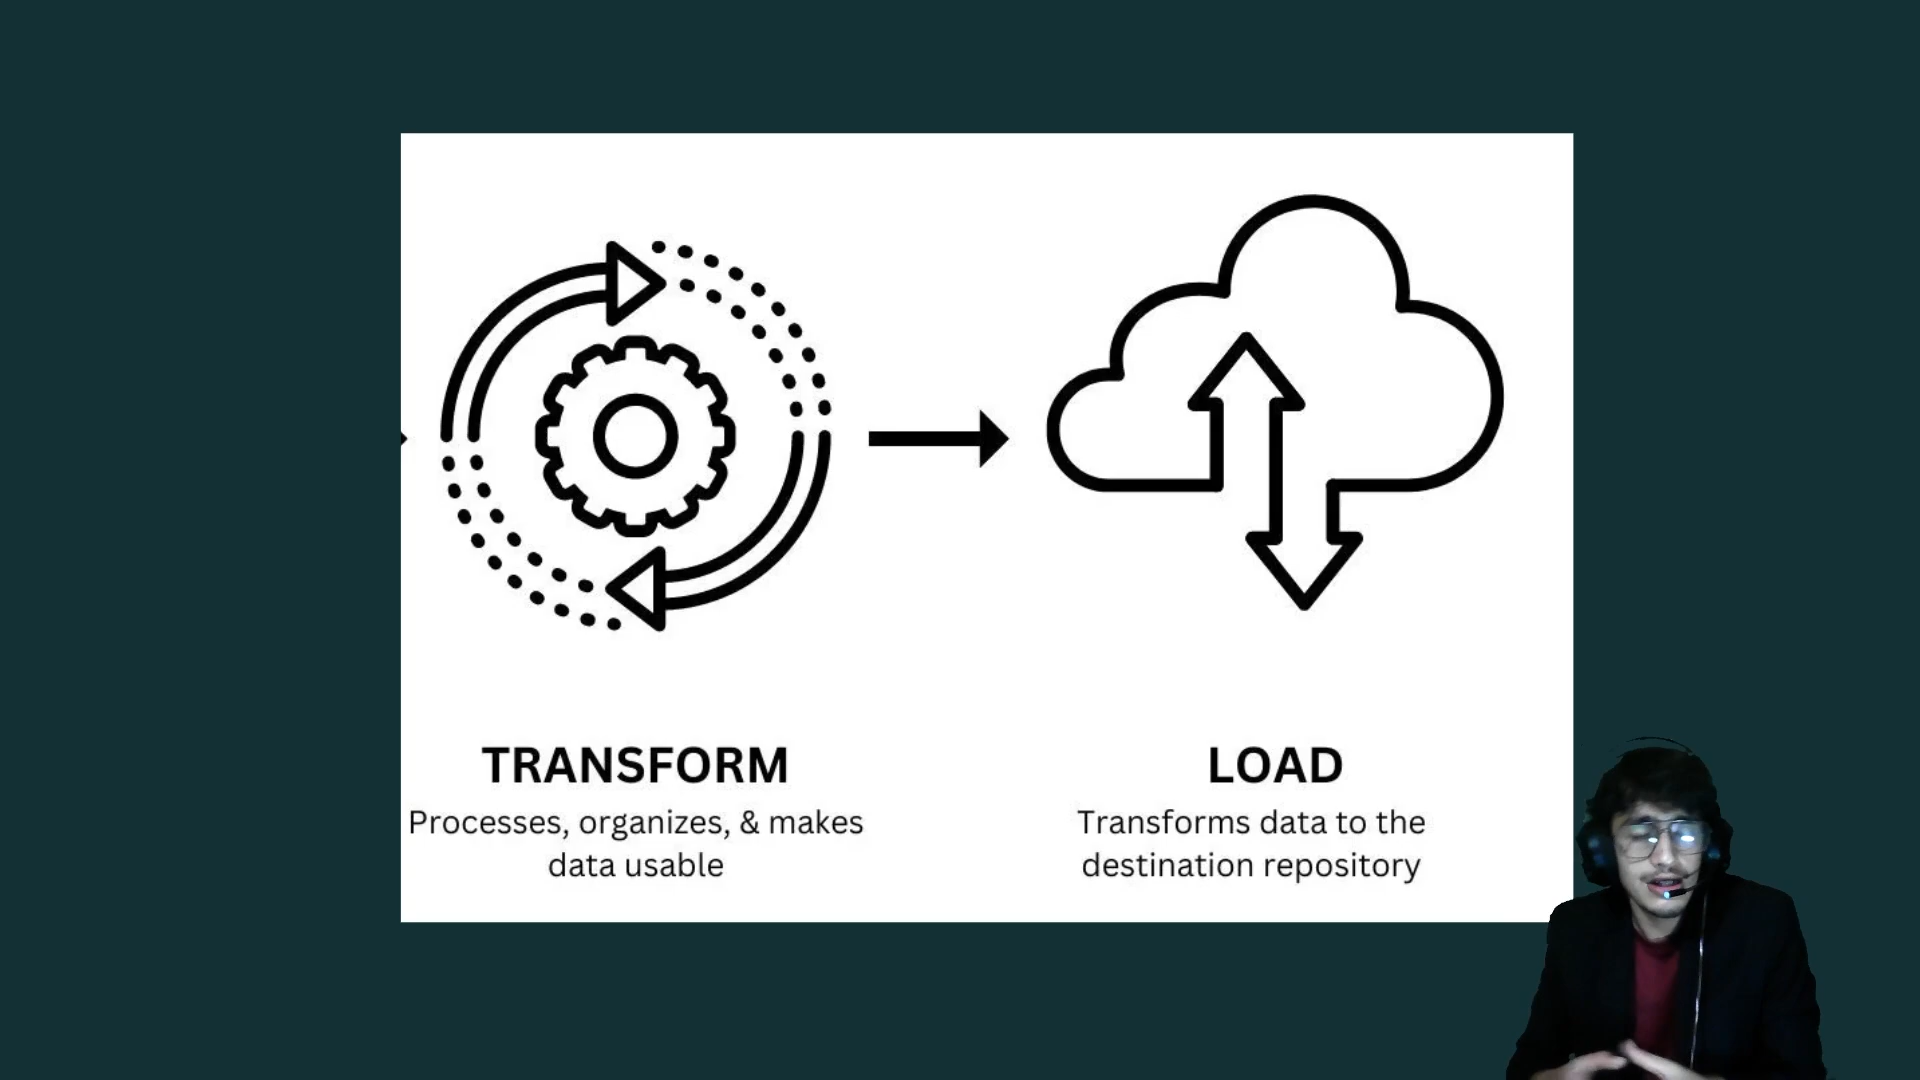 TRANSFORM
Processes, organizes, & makes
data usable
LOAD
Transforms data to the
destination repository